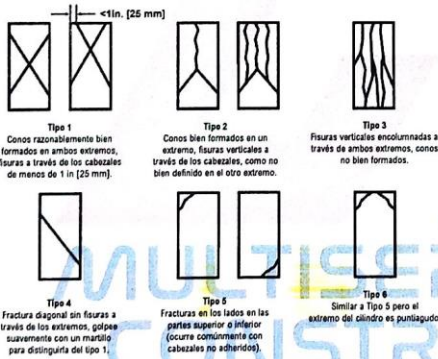 <1in. [25 mm]
Tipo 1
Conos razonablemente bien
formados en ambos extremos,
fisuras a través de los cabezales
de menos de 1 in [25 mm].
Tipo 2
Conos bien formados en un
extremo, fisuras verticales a
través de los cabezales, como no
bien definido en el otro extremo.
Tipo 3
Fisuras verticales encolumnadas a
través de ambos extremos, conos
no bien formados.
Tipo 4
Fractura diagonal sin fisuras a
través de los extremos, golpee
suavemente con un martillo
para distinguirla del tipo 1,
Tipo 5
Fracturas en los lados en las
partes superior o inferior
(ocurre comúnmente con
cabezales no adheridos).
Tipo 6
Similar a Tipo 5 pero el
extremo del cilindro es puntiagudo
MULTISE
CONSTR